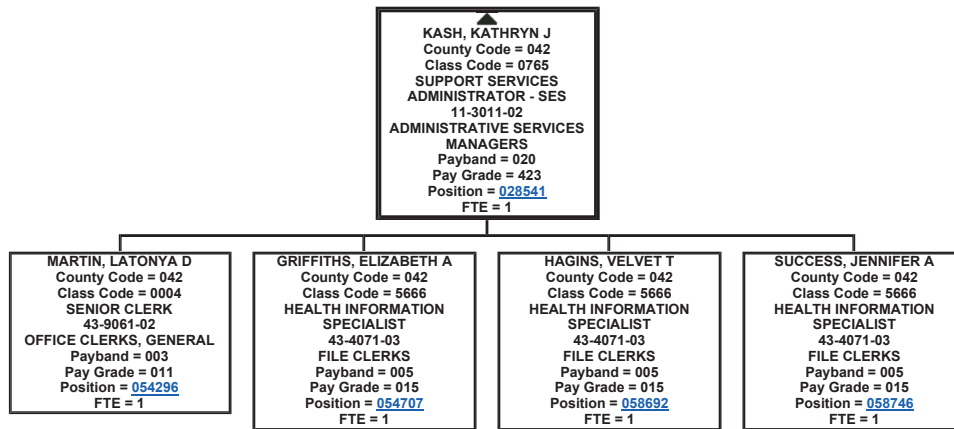 KASH, KATHRYN J
County Code = 042
Class Code = 0765
SUPPORT SERVICES
ADMINISTRATOR - SES
11-3011-02
ADMINISTRATIVE SERVICES
MANAGERS
Payband = 020
Pay Grade = 423
Position = 028541
FTE = 1
MARTIN, LATONYA D
County Code = 042
Class Code = 0004
SENIOR CLERK
43-9061-02
OFFICE CLERKS, GENERAL
Payband = 003
Pay Grade = 011
Position = 054296
FTE = 1
GRIFFITHS, ELIZABETH A
County Code = 042
Class Code = 5666
HEALTH INFORMATION
SPECIALIST
43-4071-03
FILE CLERKS
Payband = 005
Pay Grade = 015
Position = 054707
FTE = 1
HAGINS, VELVET T
County Code = 042
Class Code = 5666
HEALTH INFORMATION
SPECIALIST
43-4071-03
FILE CLERKS
Payband = 005
Pay Grade = 015
Position = 058692
FTE = 1
SUCCESS, JENNIFER A
County Code = 042
Class Code = 5666
HEALTH INFORMATION
SPECIALIST
43-4071-03
FILE CLERKS
Payband = 005
Pay Grade = 015
Position = 058746
FTE = 1